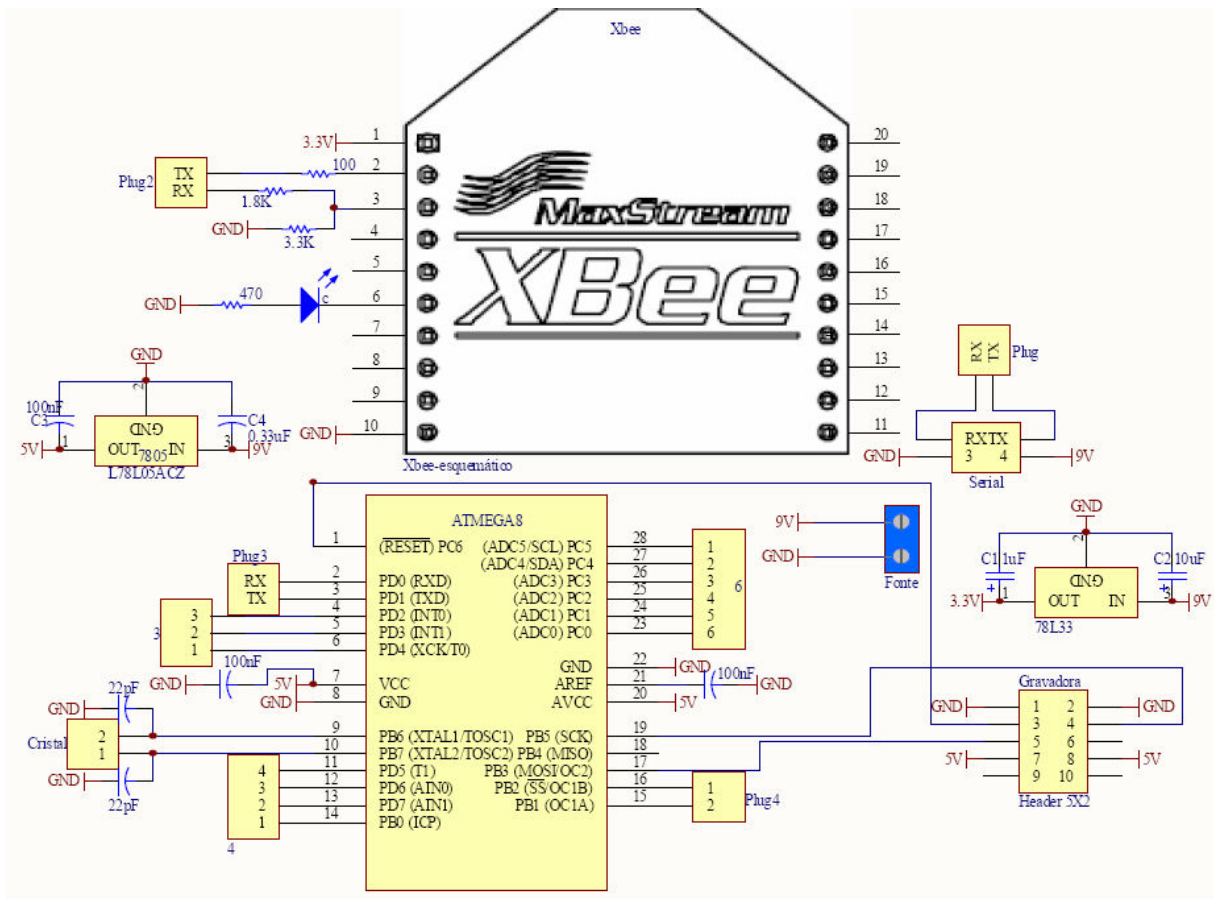 Xbee
3.3V
1
2
3
4
5
6
7
8
9
10
20
19
18
17
16
15
14
13
12
11
MaxStream
XBee
Xbee-esquemático
Plug2
TX
RX
100
1.8K
GND
3.3K
GND
470
c
GND
GND
2
100nF
C3
C4
0.33uF
GND
OUT
7805
IN
5V
1
3
9V
L78L05ACZ
RX
TX
Plug
RXTX
3 4
GND
9V
Serial
ATMEGA8
1 (RESET) PC6
2 PD0 (RXD)
3 PD1 (TXD)
4 PD2 (INT0)
5 PD3 (INT1)
6 PD4 (XCK/T0)
7 VCC
8 GND
9 PB6 (XTAL1/TOSC1)
10 PB7 (XTAL2/TOSC2)
11 PD5 (T1)
12 PD6 (AIN0)
13 PD7 (AIN1)
14 PB0 (ICP)
(ADC5/SCL) PC5 28
(ADC4/SDA) PC4 27
(ADC3) PC3 26
(ADC2) PC2 25
(ADC1) PC1 24
(ADC0) PC0 23
GND 22
AREF 21
AVCC 20
PB5 (SCK) 19
PB4 (MISO) 18
PB3 (MOSI/OC2) 17
PB2 (SS/OC1B) 16
PB1 (OC1A) 15
Plug3
RX
TX
3
3
2
1
100nF
GND
5V
GND
22pF
GND
Cristal
2
1
GND
22pF
4
3
2
1
4
1
2
3
4
5
6
6
GND
100nF
GND
5V
1
2
Plug4
9V
GND
Fonte
GND
2
C1 1uF
C2 10uF
+
+
GND
OUT
IN
3.3V
1
3
9V
78L33
Gravadora
GND
1 2
GND
3 4
5 6
5V
7 8
5V
9 10
Header 5X2